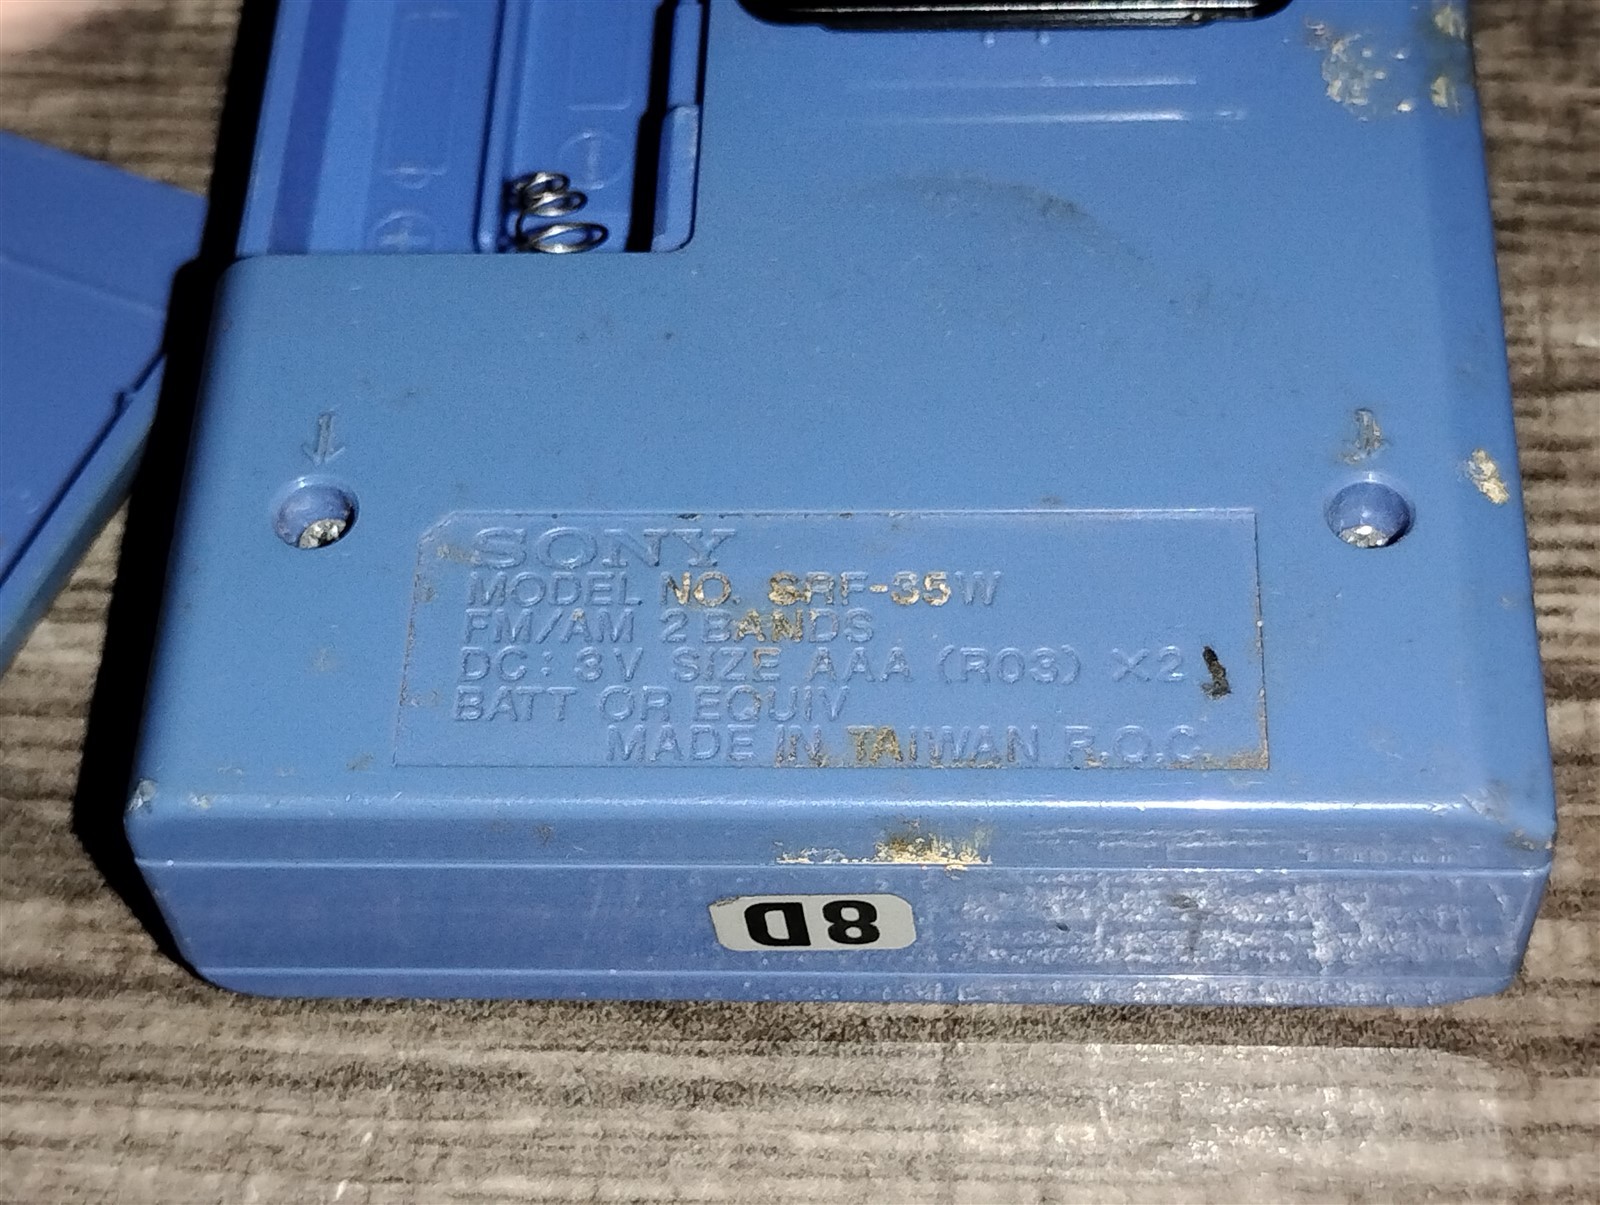 SONY
MODEL NO. SRF-35W
FM/AM 2 BANDS
DC: 3V SIZE AAA (R03) ×2
BATT OR EQUIV
MADE IN TAIWAN R.O.C.
8D